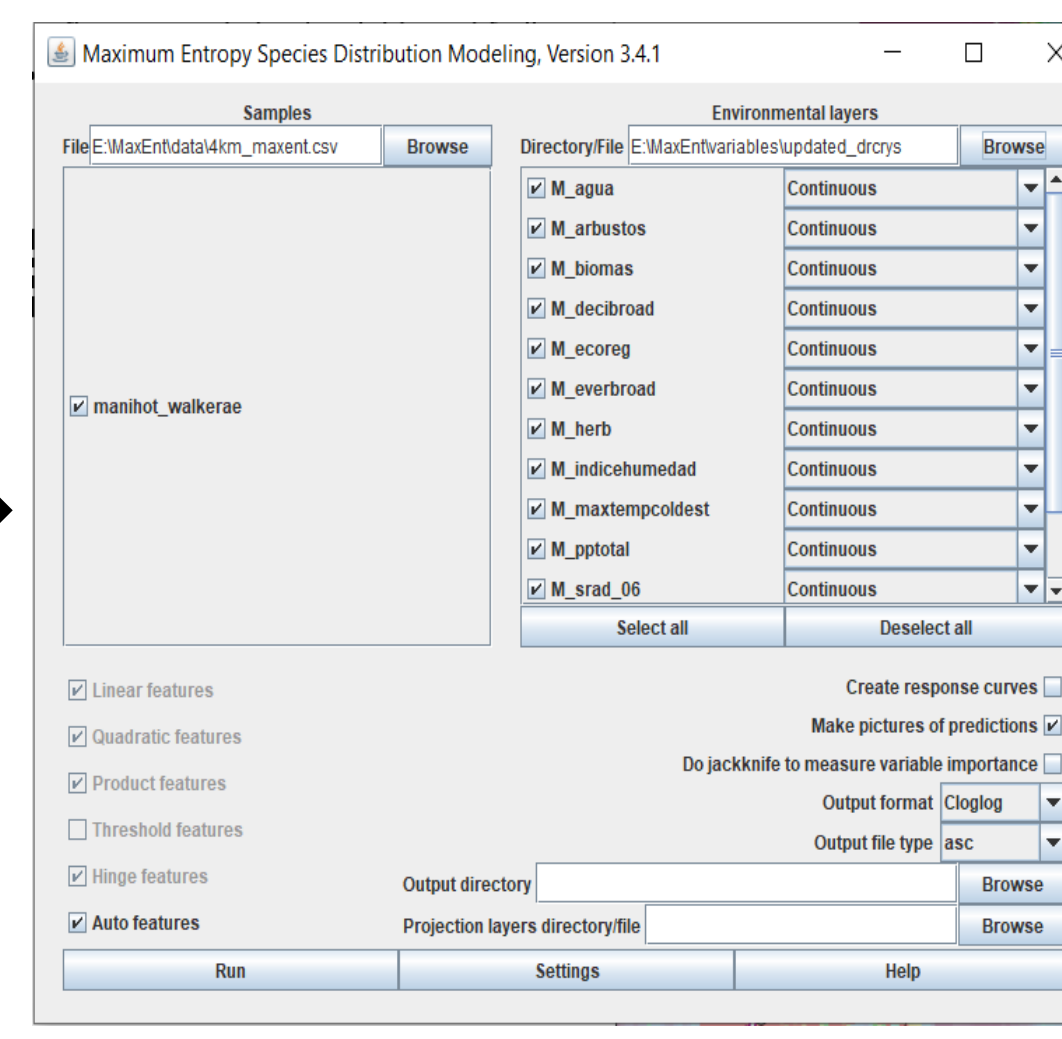 Maximum Entropy Species Distribution Modeling, Version 3.4.1
Samples
File E:\MaxEnt\data\4km_maxent.csv Browse
manihot_walkerae
Environmental layers
Directory/File E:\MaxEnt\variables\updated_drcrys Browse
M_agua Continuous
M_arbustos Continuous
M_biomas Continuous
M_decibroad Continuous
M_ecoreg Continuous
M_everbroad Continuous
M_herb Continuous
M_indicehumedad Continuous
M_maxtempcoldest Continuous
M_pptotal Continuous
M_srad_06 Continuous
Select all Deselect all
Linear features
Quadratic features
Product features
Threshold features
Hinge features
Auto features
Create response curves
Make pictures of predictions
Do jackknife to measure variable importance
Output format Cloglog
Output file type asc
Output directory Browse
Projection layers directory/file Browse
Run Settings Help